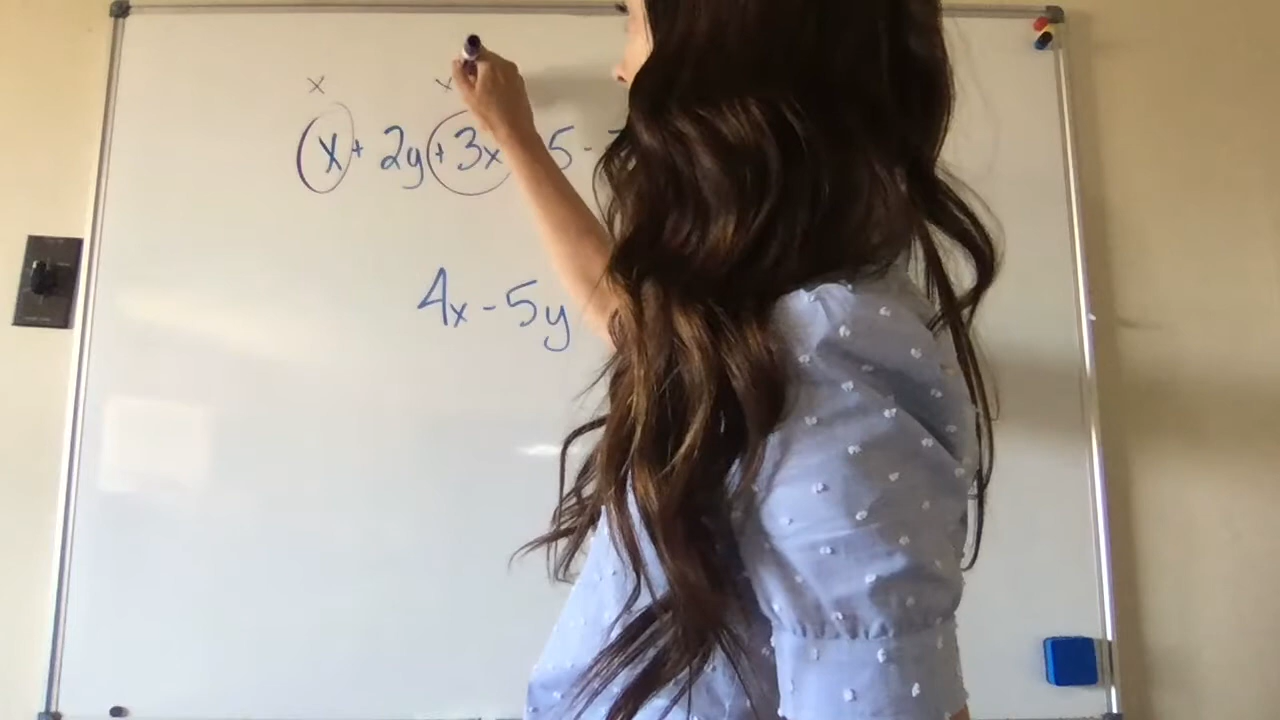 x x
x + 2y + 3x 5 -
4x - 5y